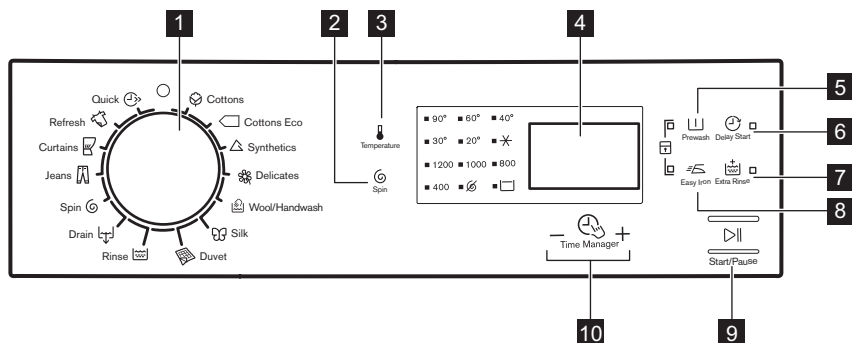 1
2
3
4
5
6
7
8
9
10
Quick
Refresh
Curtains
Jeans
Spin
Drain
Rinse
Cottons
Cottons Eco
Synthetics
Delicates
Wool/Handwash
Silk
Duvet
Temperature
Spin
90° 60° 40°
30° 20°
1200 1000 800
400
Time Manager
Prewash
Delay Start
Easy Iron
Extra Rinse
Start/Pause